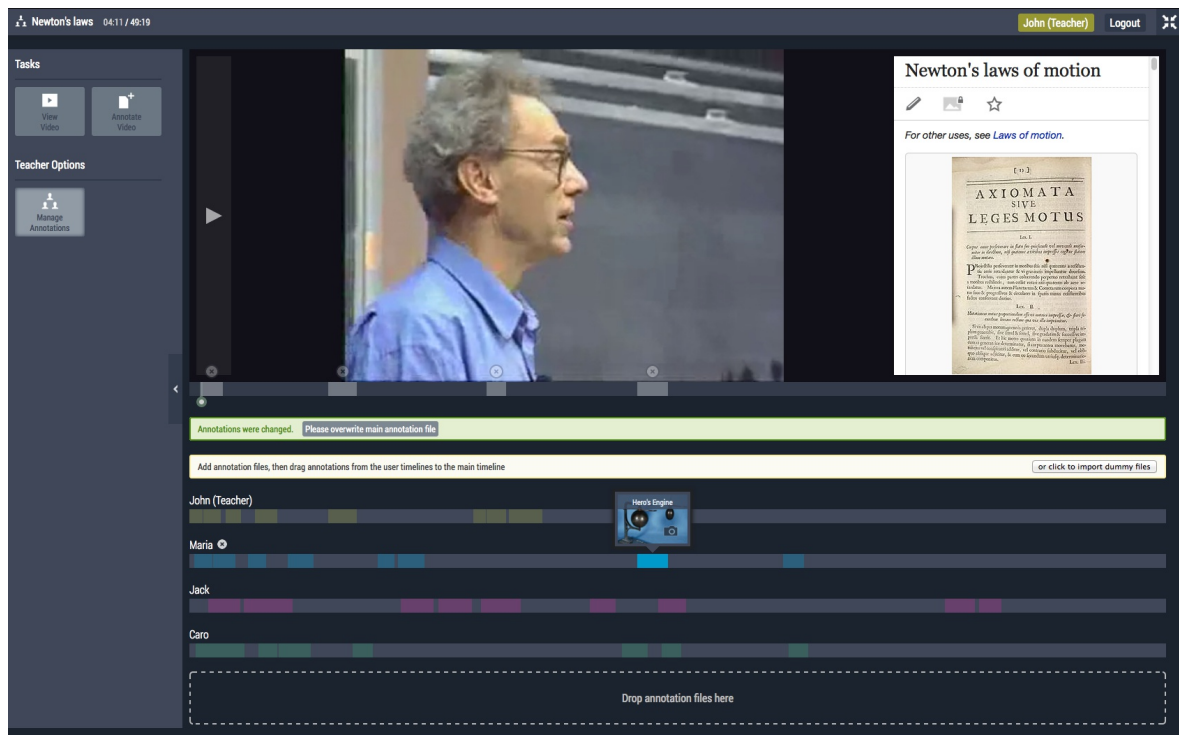 Newton's laws 04:11 / 49:19
John (Teacher) Logout
Tasks
View
Video
Annotate
Video
Teacher Options
Manage
Annotations
Newton's laws of motion
For other uses, see Laws of motion.
AXIOMATA
SIVE
LEGES MOTUS
Annotations were changed. Please overwrite main annotation file
Add annotation files, then drag annotations from the user timelines to the main timeline or click to import dummy files
John (Teacher)
Hero's Engine
Maria
Jack
Caro
Drop annotation files here